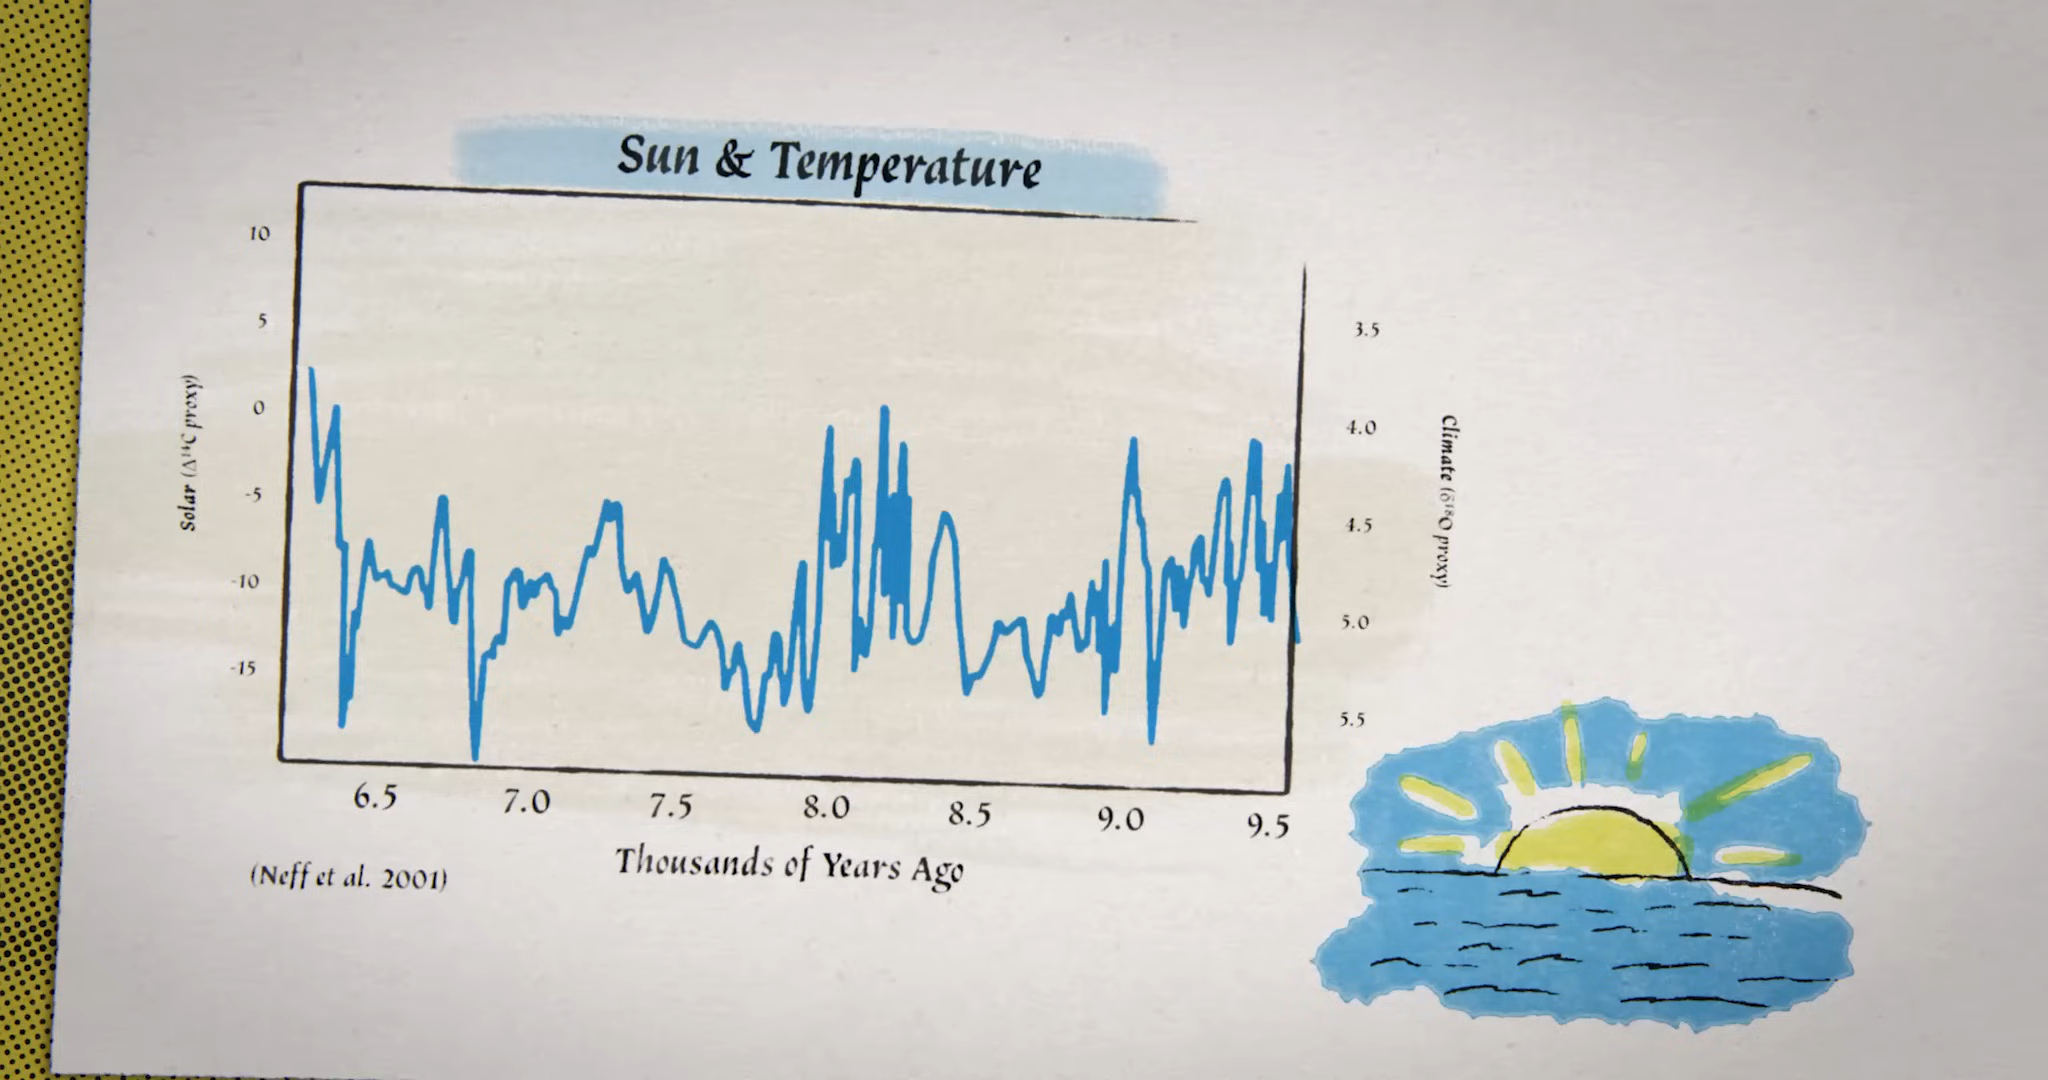 Sun & Temperature
10
5
0
-5
-10
-15
Solar (Δ¹⁴C proxy)
3.5
4.0
4.5
5.0
5.5
Climate (δ¹⁸O proxy)
6.5 7.0 7.5 8.0 8.5 9.0 9.5
Thousands of Years Ago
(Neff et al. 2001)